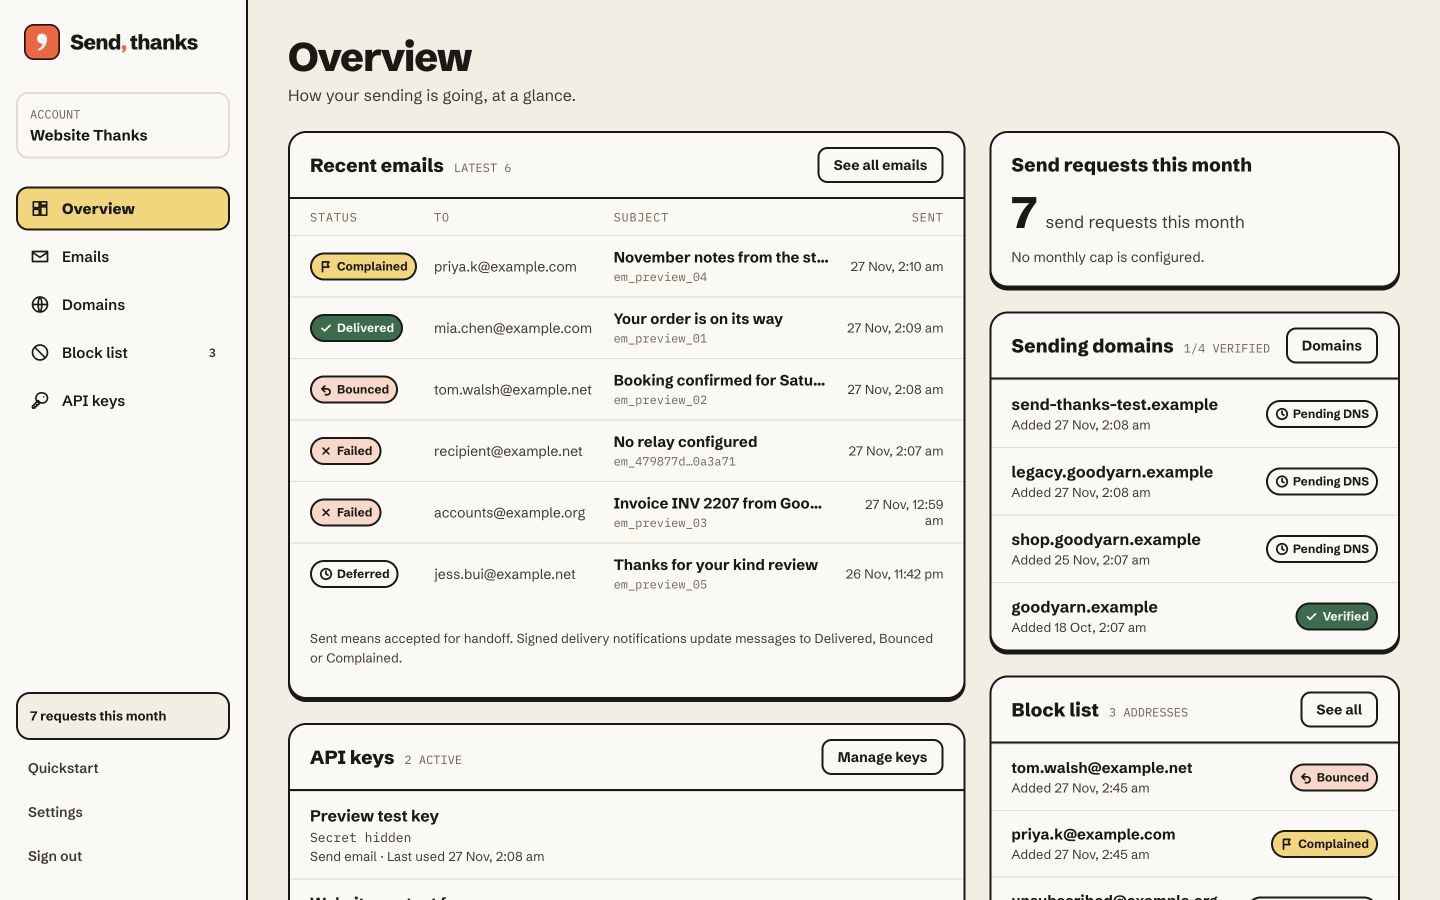 Send, thanks
ACCOUNT
Website Thanks
Overview
Emails
Domains
Block list 3
API keys
7 requests this month
Quickstart
Settings
Sign out
Overview
How your sending is going, at a glance.
Recent emails LATEST 6 See all emails
STATUS TO SUBJECT SENT
Complained priya.k@example.com November notes from the st... 27 Nov, 2:10 am
em_preview_04
Delivered mia.chen@example.com Your order is on its way 27 Nov, 2:09 am
em_preview_01
Bounced tom.walsh@example.net Booking confirmed for Satu... 27 Nov, 2:08 am
em_preview_02
Failed recipient@example.net No relay configured 27 Nov, 2:07 am
em_479877d…0a3a71
Failed accounts@example.org Invoice INV 2207 from Goo... 27 Nov, 12:59 am
em_preview_03
Deferred jess.bui@example.net Thanks for your kind review 26 Nov, 11:42 pm
em_preview_05
Sent means accepted for handoff. Signed delivery notifications update messages to Delivered, Bounced
or Complained.
API keys 2 ACTIVE Manage keys
Preview test key
Secret hidden
Send email · Last used 27 Nov, 2:08 am
Send requests this month
7 send requests this month
No monthly cap is configured.
Sending domains 1/4 VERIFIED Domains
send-thanks-test.example Pending DNS
Added 27 Nov, 2:08 am
legacy.goodyarn.example Pending DNS
Added 27 Nov, 2:08 am
shop.goodyarn.example Pending DNS
Added 25 Nov, 2:07 am
goodyarn.example Verified
Added 18 Oct, 2:07 am
Block list 3 ADDRESSES See all
tom.walsh@example.net Bounced
Added 27 Nov, 2:45 am
priya.k@example.com Complained
Added 27 Nov, 2:45 am